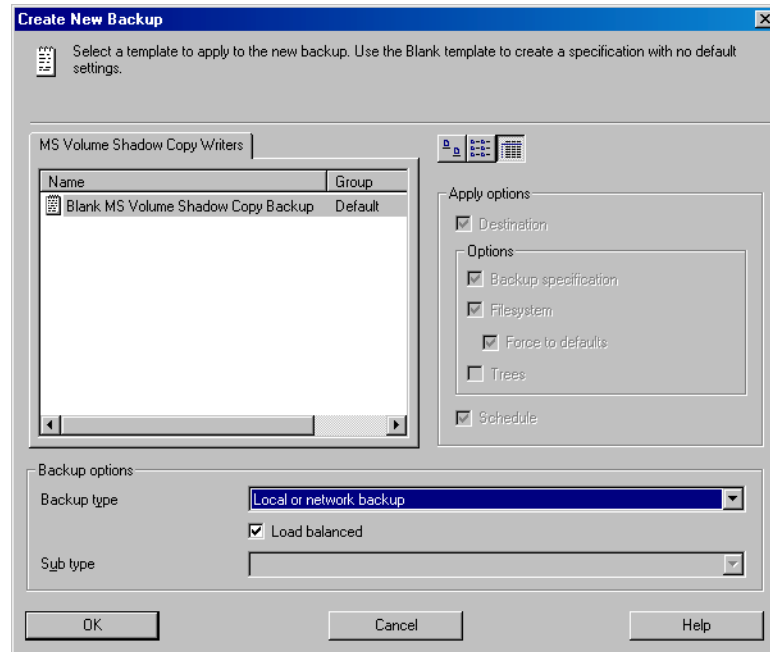 Create New Backup
Select a template to apply to the new backup. Use the Blank template to create a specification with no default
settings.
MS Volume Shadow Copy Writers
Name Group
Blank MS Volume Shadow Copy Backup Default
Apply options
Destination
Options
Backup specification
Filesystem
Force to defaults
Trees
Schedule
Backup options
Backup type Local or network backup
Load balanced
Sub type
OK Cancel Help